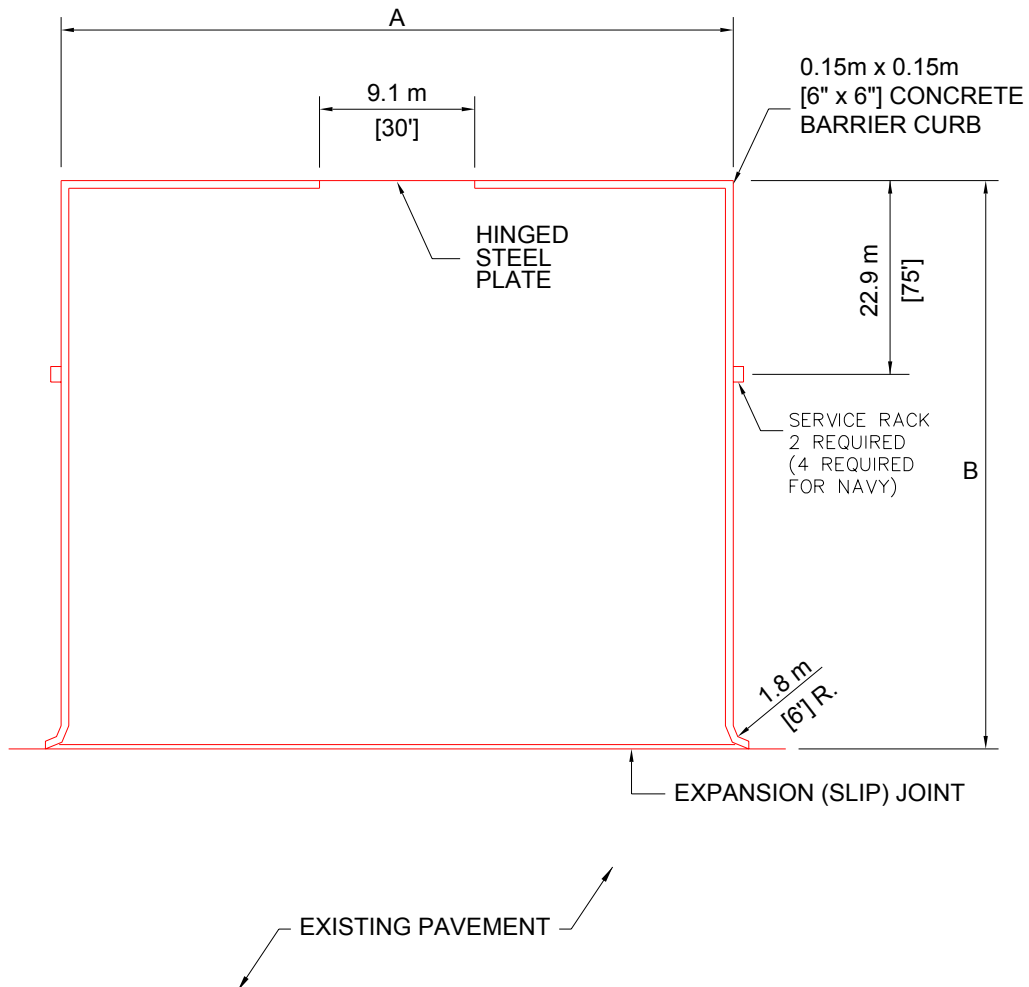 A
9.1 m
[30']
0.15m x 0.15m
[6" x 6"] CONCRETE
BARRIER CURB
HINGED
STEEL
PLATE
22.9 m
[75']
SERVICE RACK
2 REQUIRED
(4 REQUIRED
FOR NAVY)
B
1.8 m
[6'] R.
EXPANSION (SLIP) JOINT
EXISTING PAVEMENT